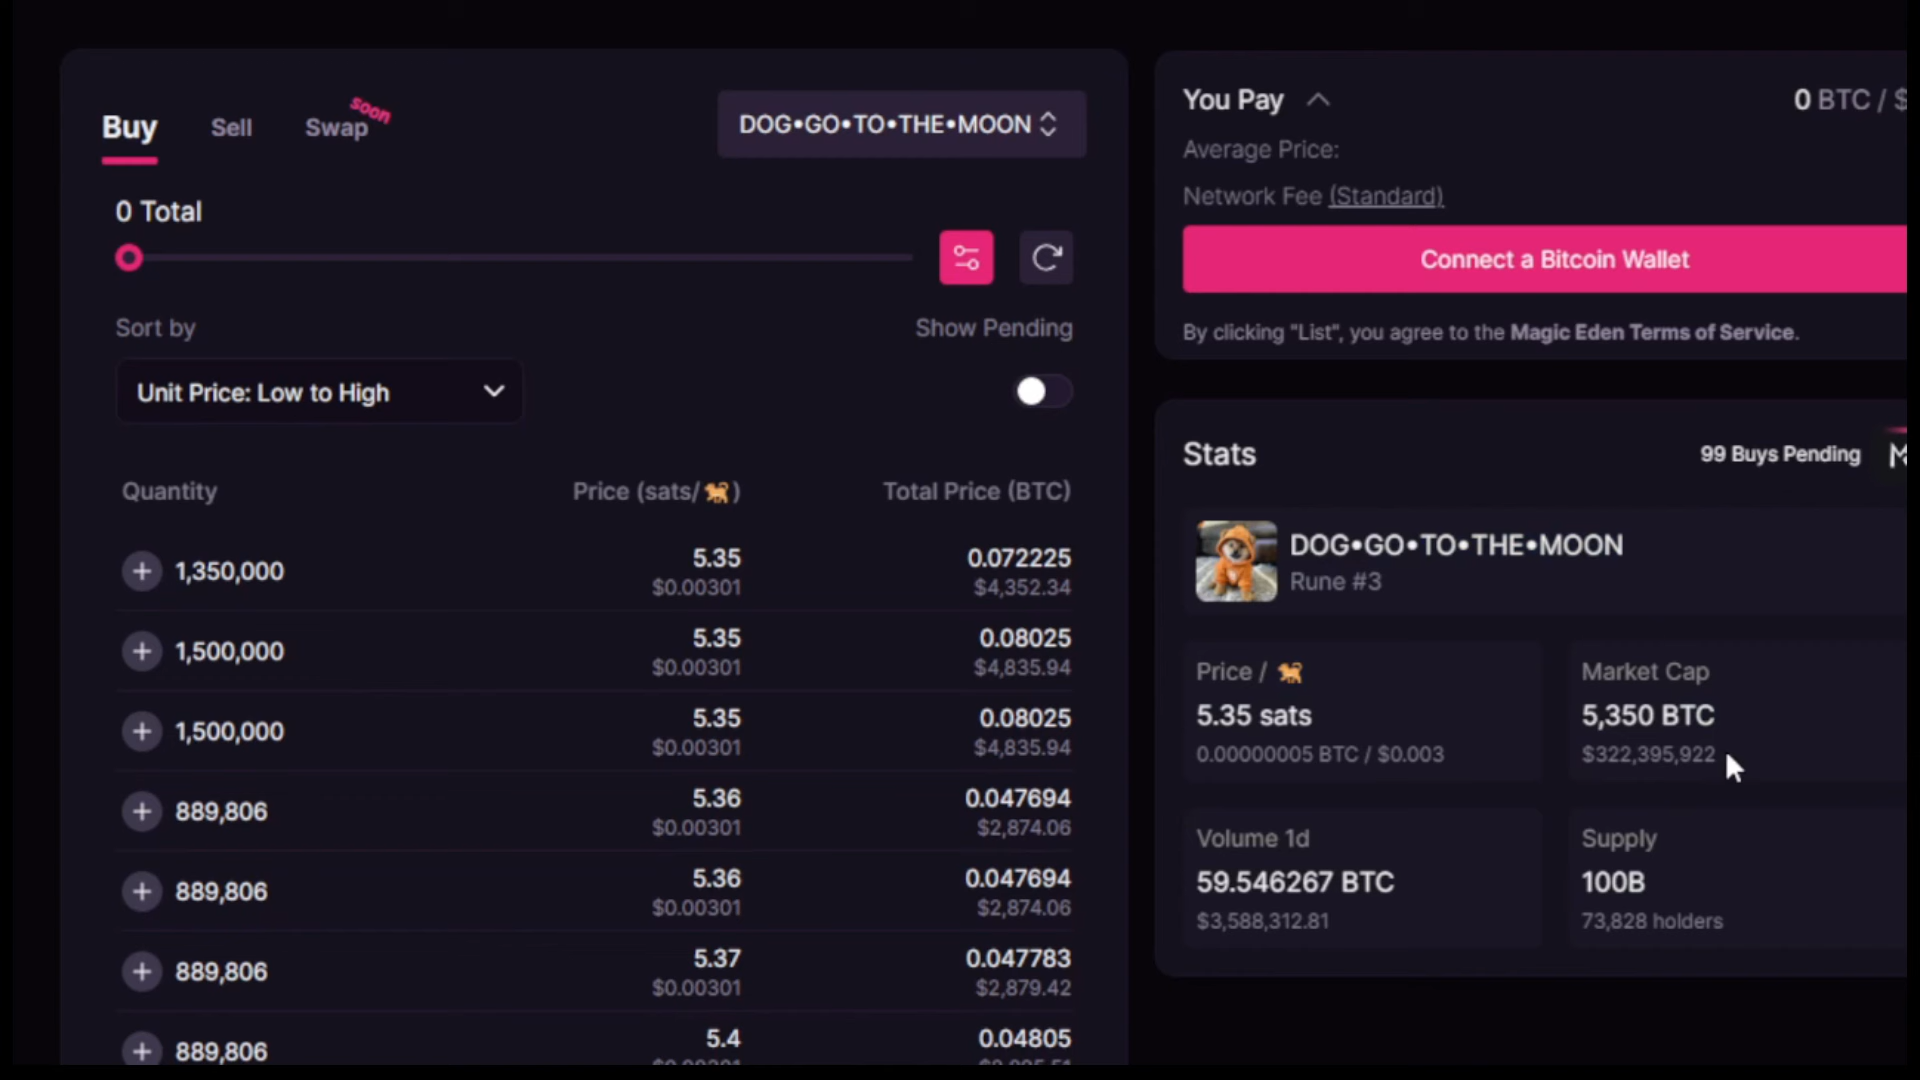 Buy
Sell
Swap
soon
DOG•GO•TO•THE•MOON
0 Total
Sort by
Show Pending
Unit Price: Low to High
Quantity
Price (sats/🐕)
Total Price (BTC)
1,350,000
5.35
$0.00301
0.072225
$4,352.34
1,500,000
5.35
$0.00301
0.08025
$4,835.94
1,500,000
5.35
$0.00301
0.08025
$4,835.94
889,806
5.36
$0.00301
0.047694
$2,874.06
889,806
5.36
$0.00301
0.047694
$2,874.06
889,806
5.37
$0.00301
0.047783
$2,879.42
889,806
5.4
0.04805
You Pay
0 BTC / $
Average Price:
Network Fee (Standard)
Connect a Bitcoin Wallet
By clicking "List", you agree to the Magic Eden Terms of Service.
Stats
99 Buys Pending
DOG•GO•TO•THE•MOON
Rune #3
Price / 🐕
5.35 sats
0.00000005 BTC / $0.003
Market Cap
5,350 BTC
$322,395,922
Volume 1d
59.546267 BTC
$3,588,312.81
Supply
100B
73,828 holders